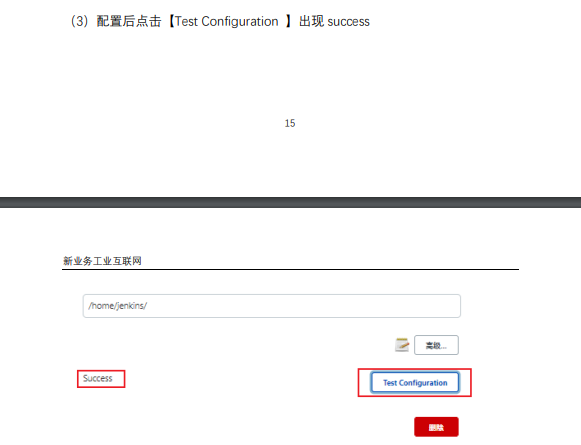 （3）配置后点击【Test Configuration 】出现 success
15
新业务工业互联网
/home/jenkins/
高级...
Success
Test Configuration
删除